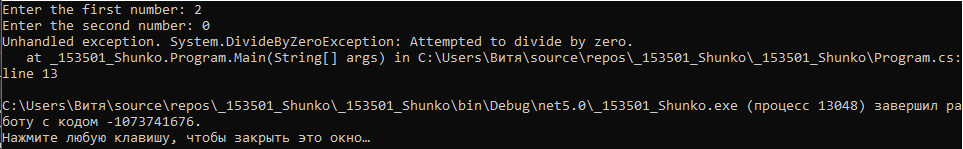 Enter the first number: 2
Enter the second number: 0
Unhandled exception. System.DivideByZeroException: Attempted to divide by zero.
   at _153501_Shunko.Program.Main(String[] args) in C:\Users\Витя\source\repos\_153501_Shunko\_153501_Shunko\Program.cs:
line 13

C:\Users\Витя\source\repos\_153501_Shunko\_153501_Shunko\bin\Debug\net5.0\_153501_Shunko.exe (процесс 13048) завершил ра
боту с кодом -1073741676.
Нажмите любую клавишу, чтобы закрыть это окно…